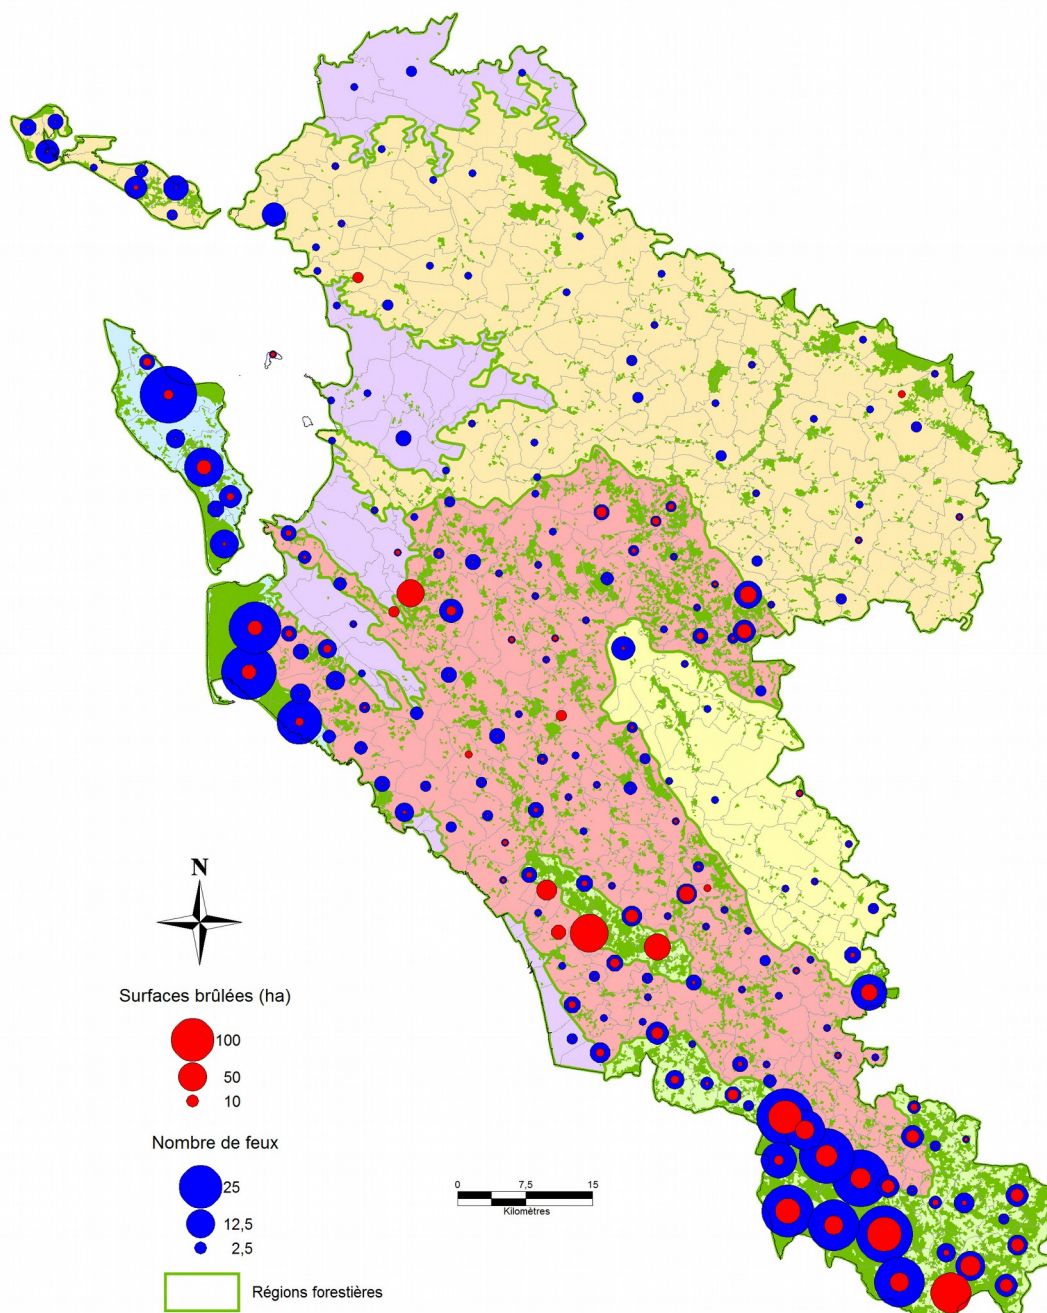 N
Surfaces brûlées (ha)
100
50
10
Nombre de feux
25
12,5
2,5
0 7,5 15
Kilomètres
Régions forestières